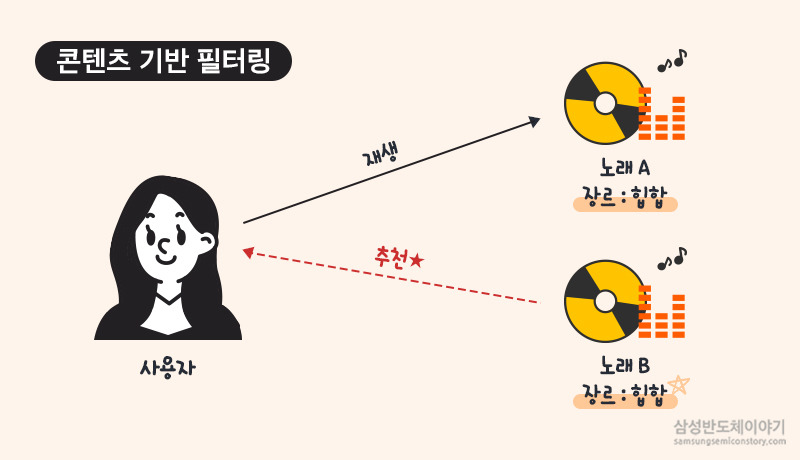 콘텐츠 기반 필터링
재생
노래 A
장르 : 힙합
추천★
사용자
노래 B
장르 : 힙합
삼성반도체이야기
samsungsemiconstory.com